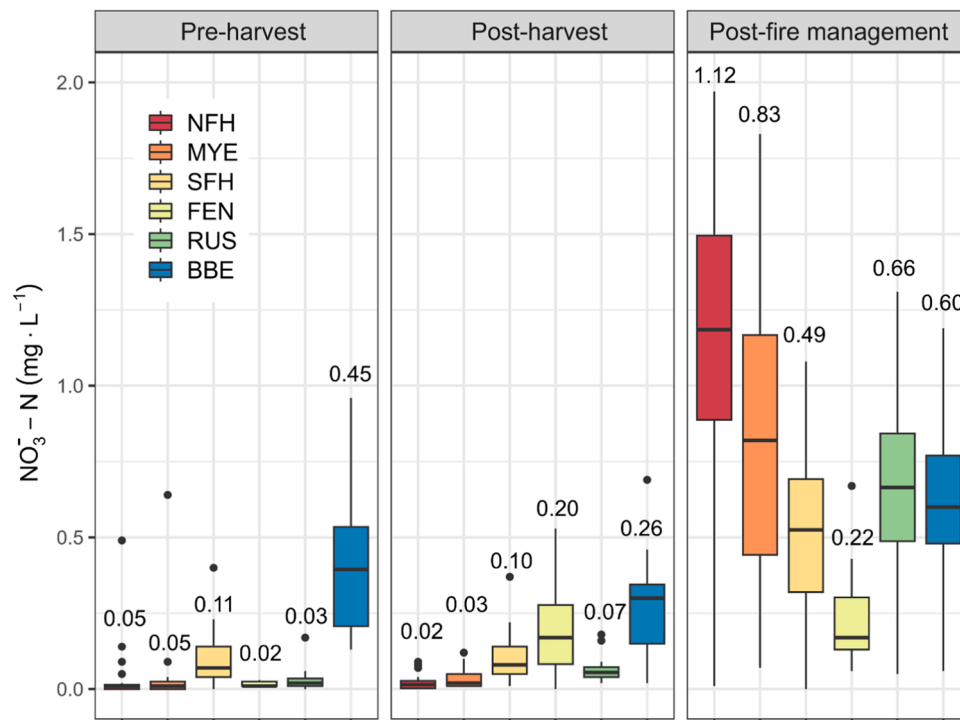 Pre-harvest
Post-harvest
Post-fire management
NO₃⁻ – N (mg · L⁻¹)
2.0
1.5
1.0
0.5
0.0
NFH
MYE
SFH
FEN
RUS
BBE
0.05
0.05
0.11
0.02
0.03
0.45
0.02
0.03
0.10
0.20
0.07
0.26
1.12
0.83
0.49
0.22
0.66
0.60